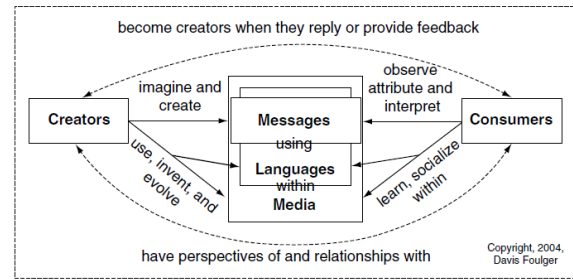 become creators when they reply or provide feedback
imagine and
create
observe
attribute and
interpret
Creators
Messages
Consumers
using
Languages
within
Media
use, invent, and
evolve
learn, socialize
within
have perspectives of and relationships with
Copyright, 2004,
Davis Foulger